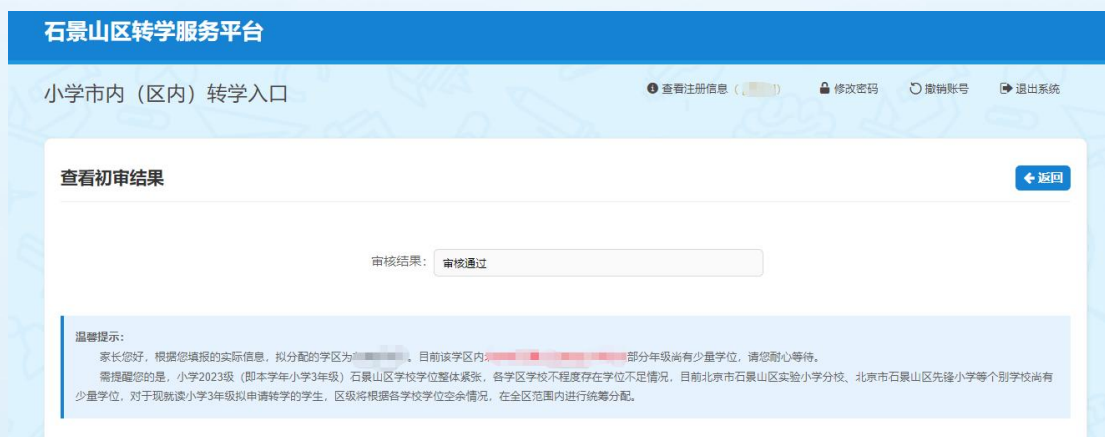 石景山区转学服务平台
小学市内（区内）转学入口
查看注册信息（ ） 修改密码 撤销账号 退出系统
查看初审结果
返回
审核结果： 审核通过
温馨提示：
家长您好，根据您填报的实际信息，拟分配的学区为 。目前该学区内 部分年级尚有少量学位，请您耐心等待。
需提醒您的是，小学2023级（即本学年小学3年级）石景山区学校学位整体紧张，各学区学校不程度存在学位不足情况，目前北京市石景山区实验小学分校、北京市石景山区先锋小学等个别学校尚有
少量学位，对于现就读小学3年级拟申请转学的学生，区级将根据各学校学位空余情况，在全区范围内进行统筹分配。